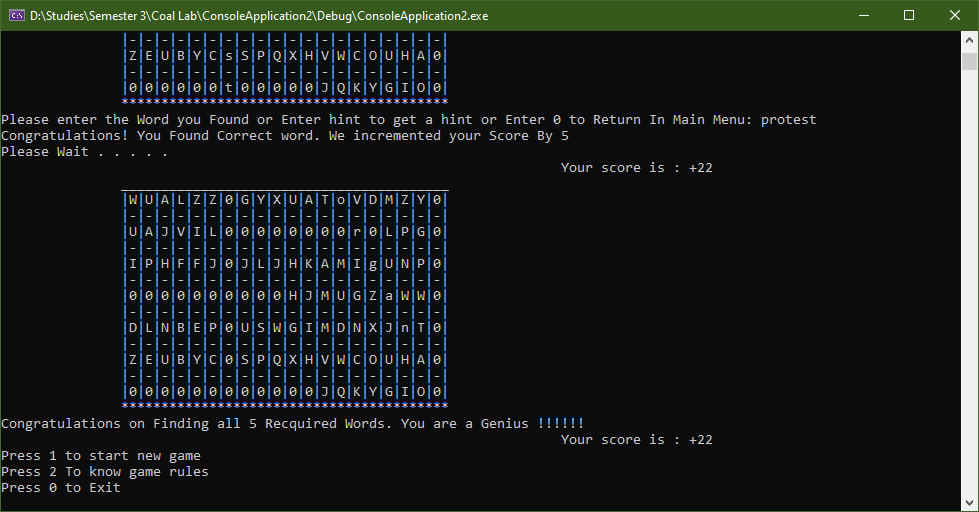 D:\Studies\Semester 3\Coal Lab\ConsoleApplication2\Debug\ConsoleApplication2.exe
|-|-|-|-|-|-|-|-|-|-|-|-|-|-|-|-|-|-|-|-|
|Z|E|U|B|Y|C|s|S|P|Q|X|H|V|W|C|O|U|H|A|0|
|-|-|-|-|-|-|-|-|-|-|-|-|-|-|-|-|-|-|-|-|
|0|0|0|0|0|0|t|0|0|0|0|0|J|Q|K|Y|G|I|O|0|
*****************************************
Please enter the Word you Found or Enter hint to get a hint or Enter 0 to Return In Main Menu: protest
Congratulations! You Found Correct word. We incremented your Score By 5
Please Wait . . . . .
Your score is : +22
_________________________________________
|W|U|A|L|Z|Z|0|G|Y|X|U|A|T|o|V|D|M|Z|Y|0|
|-|-|-|-|-|-|-|-|-|-|-|-|-|-|-|-|-|-|-|-|
|U|A|J|V|I|L|0|0|0|0|0|0|0|0|r|0|L|P|G|0|
|-|-|-|-|-|-|-|-|-|-|-|-|-|-|-|-|-|-|-|-|
|I|P|H|F|F|J|0|J|L|J|H|K|A|M|I|g|U|N|P|0|
|-|-|-|-|-|-|-|-|-|-|-|-|-|-|-|-|-|-|-|-|
|0|0|0|0|0|0|0|0|0|0|H|J|M|U|G|Z|a|W|W|0|
|-|-|-|-|-|-|-|-|-|-|-|-|-|-|-|-|-|-|-|-|
|D|L|N|B|E|P|0|U|S|W|G|I|M|D|N|X|J|n|T|0|
|-|-|-|-|-|-|-|-|-|-|-|-|-|-|-|-|-|-|-|-|
|Z|E|U|B|Y|C|0|S|P|Q|X|H|V|W|C|O|U|H|A|0|
|-|-|-|-|-|-|-|-|-|-|-|-|-|-|-|-|-|-|-|-|
|0|0|0|0|0|0|0|0|0|0|0|0|J|Q|K|Y|G|I|O|0|
*****************************************
Congratulations on Finding all 5 Recquired Words. You are a Genius !!!!!!
Your score is : +22
Press 1 to start new game
Press 2 To know game rules
Press 0 to Exit